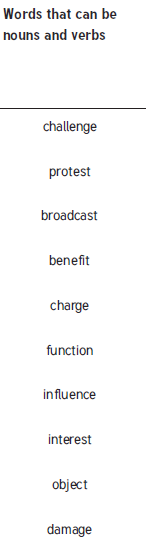 Words that can be
nouns and verbs
challenge
protest
broadcast
benefit
charge
function
influence
interest
object
damage